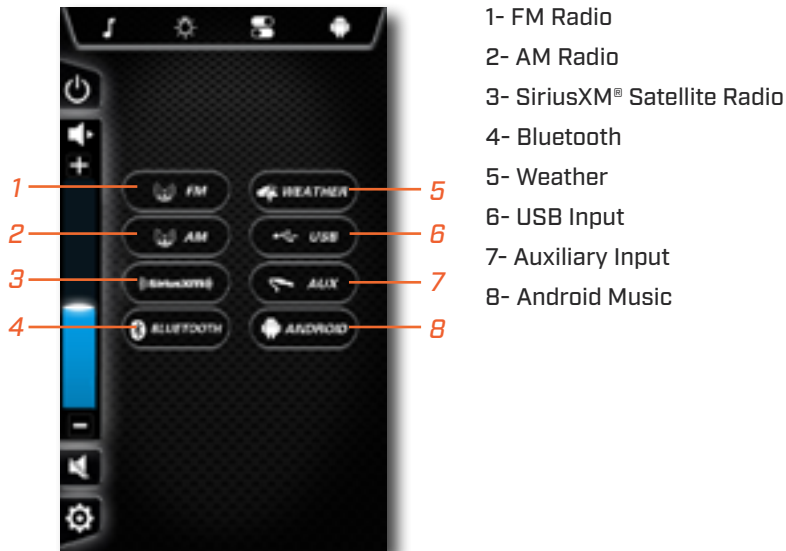 1- FM Radio
2- AM Radio
3- SiriusXM® Satellite Radio
4- Bluetooth
5- Weather
6- USB Input
7- Auxiliary Input
8- Android Music
1 FM WEATHER 5
2 AM USB 6
3 SiriusXM AUX 7
4 BLUETOOTH ANDROID 8